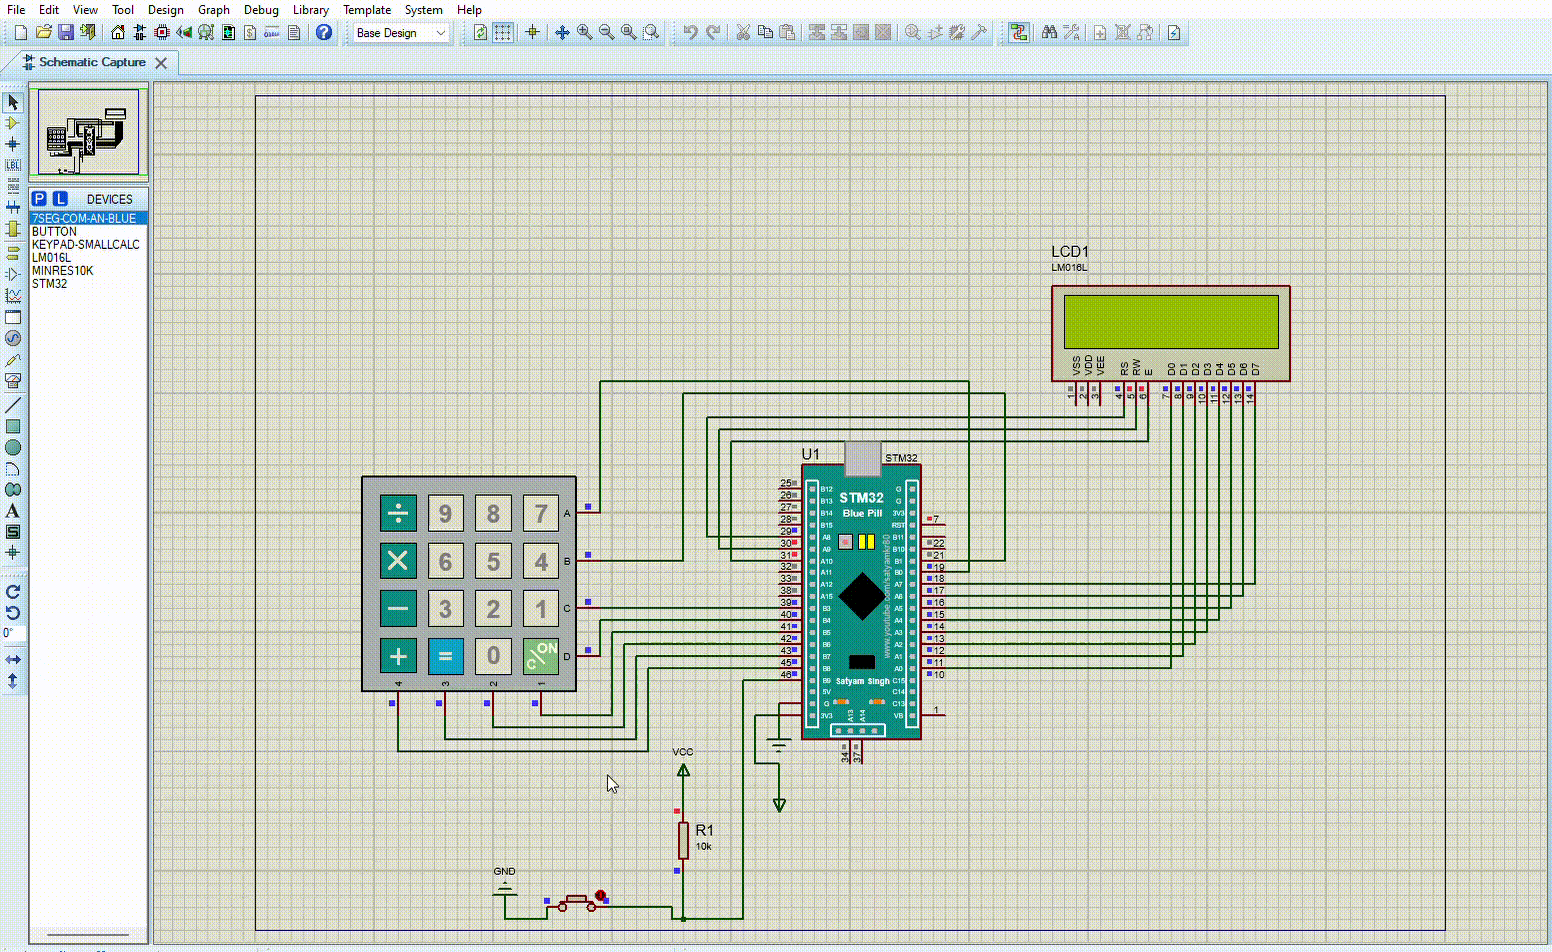 File Edit View Tool Design Graph Debug Library Template System Help
Base Design
Schematic Capture
P L DEVICES
7SEG-COM-AN-BLUE
BUTTON
KEYPAD-SMALLCALC
LM016L
MINRES10K
STM32
LBL
A
S
0°
LCD1
LM016L
VSS VDD VEE RS RW E D0 D1 D2 D3 D4 D5 D6 D7
1 2 3 4 5 6 7 8 9 10 11 12 13 14
U1
STM32
STM32
Blue Pill
www.youtube.com/satyamkr80
Satyam Singh
25 B12 G
26 B13 G
27 B14 3V3 7
28 B15 RST
29 A8 B11 22
30 A9 B10 21
31 A10 B1 19
32 A11 B0 18
33 A12 A7 17
38 A15 A6 16
39 B3 A5 15
40 B4 A4 14
41 B5 A3 13
42 B6 A2 12
43 B7 A1 11
45 B8 A0 10
46 B9 C15
5V C14
G C13
3V3 VB 1
A13 A14
34 37
÷ 9 8 7 A
× 6 5 4 B
− 3 2 1 C
+ = 0 ON/C D
4 3 2 1
VCC
R1
10k
GND